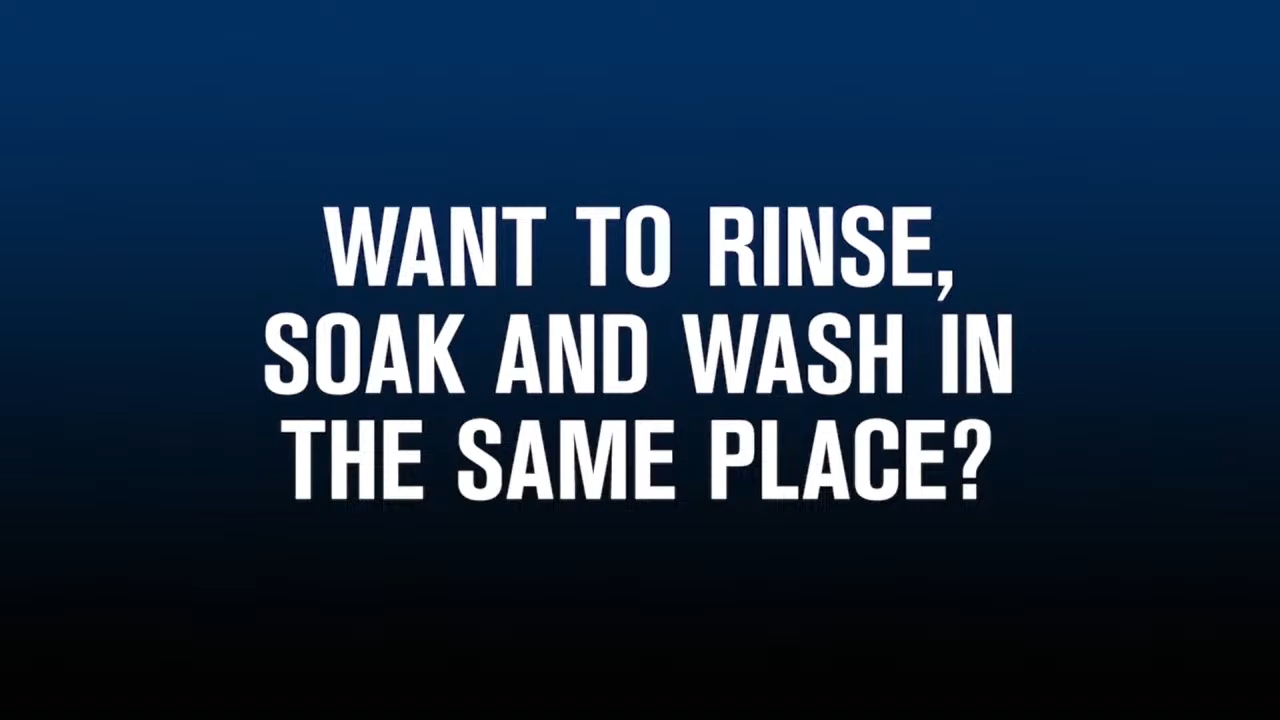 WANT TO RINSE,
SOAK AND WASH IN
THE SAME PLACE?